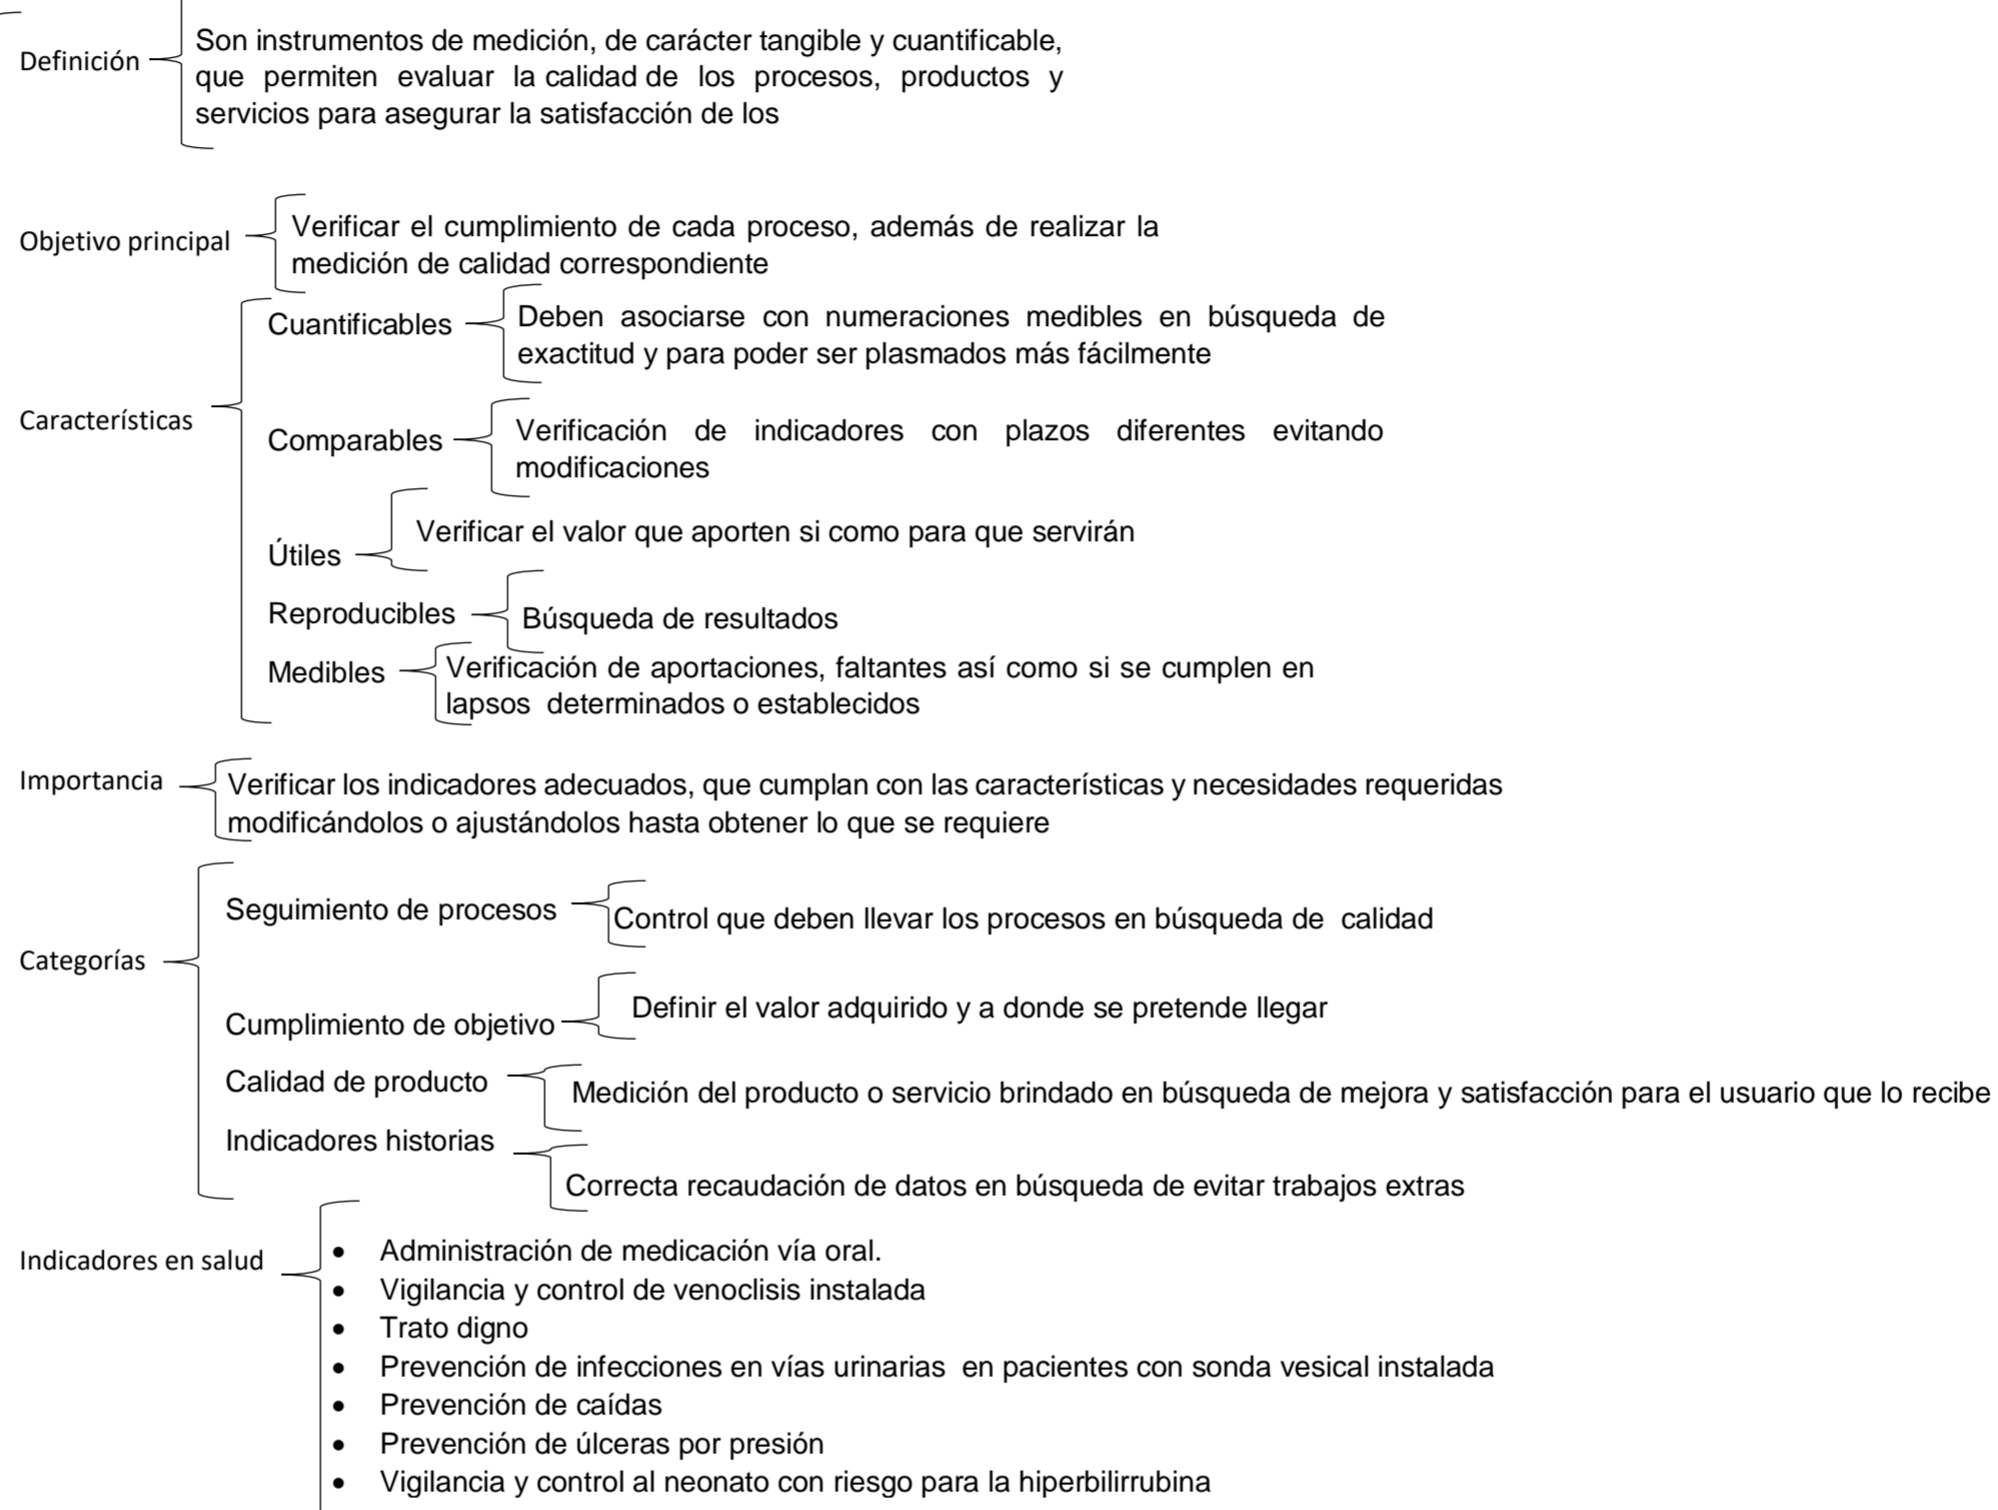 Definición
Son instrumentos de medición, de carácter tangible y cuantificable,
que permiten evaluar la calidad de los procesos, productos y
servicios para asegurar la satisfacción de los
Objetivo principal
Verificar el cumplimiento de cada proceso, además de realizar la
medición de calidad correspondiente
Características
Cuantificables
Deben asociarse con numeraciones medibles en búsqueda de
exactitud y para poder ser plasmados más fácilmente
Comparables
Verificación de indicadores con plazos diferentes evitando
modificaciones
Útiles
Verificar el valor que aporten si como para que servirán
Reproducibles
Búsqueda de resultados
Medibles
Verificación de aportaciones, faltantes así como si se cumplen en
lapsos determinados o establecidos
Importancia
Verificar los indicadores adecuados, que cumplan con las características y necesidades requeridas
modificándolos o ajustándolos hasta obtener lo que se requiere
Categorías
Seguimiento de procesos
Control que deben llevar los procesos en búsqueda de calidad
Cumplimiento de objetivo
Definir el valor adquirido y a donde se pretende llegar
Calidad de producto
Medición del producto o servicio brindado en búsqueda de mejora y satisfacción para el usuario que lo recibe
Indicadores historias
Correcta recaudación de datos en búsqueda de evitar trabajos extras
Indicadores en salud
• Administración de medicación vía oral.
• Vigilancia y control de venoclisis instalada
• Trato digno
• Prevención de infecciones en vías urinarias en pacientes con sonda vesical instalada
• Prevención de caídas
• Prevención de úlceras por presión
• Vigilancia y control al neonato con riesgo para la hiperbilirrubina